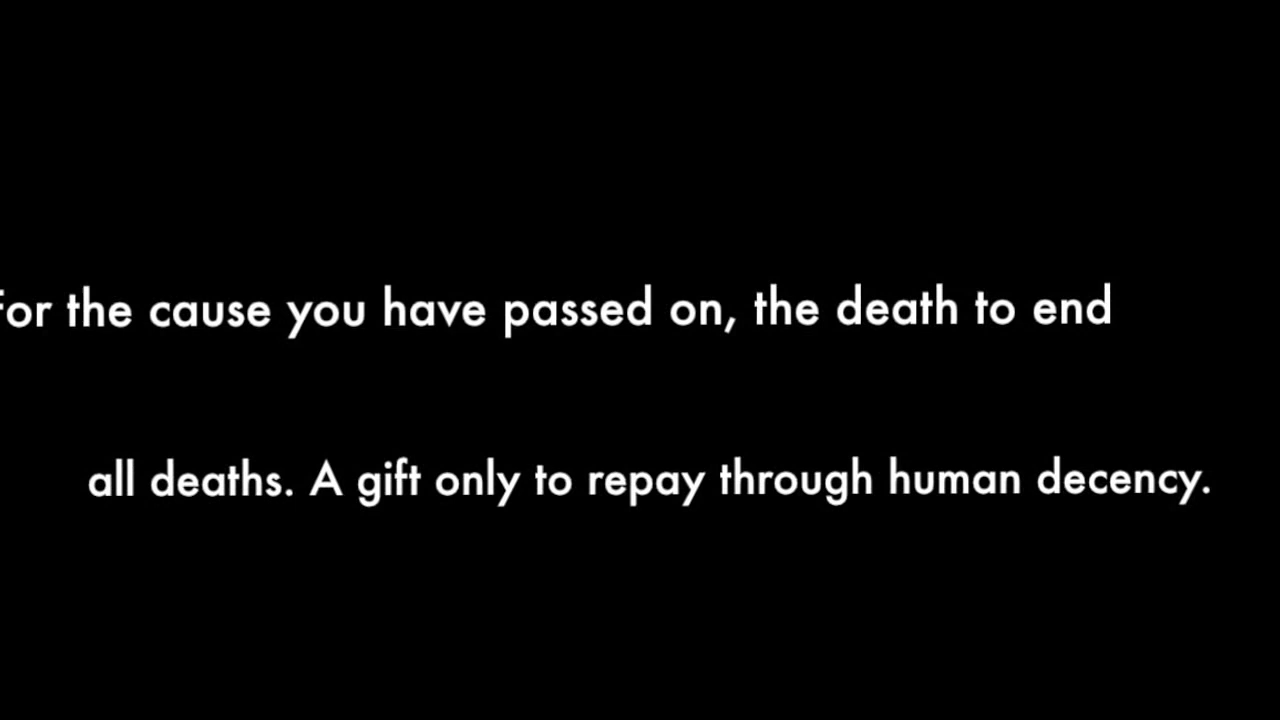 For the cause you have passed on, the death to end
all deaths. A gift only to repay through human decency.